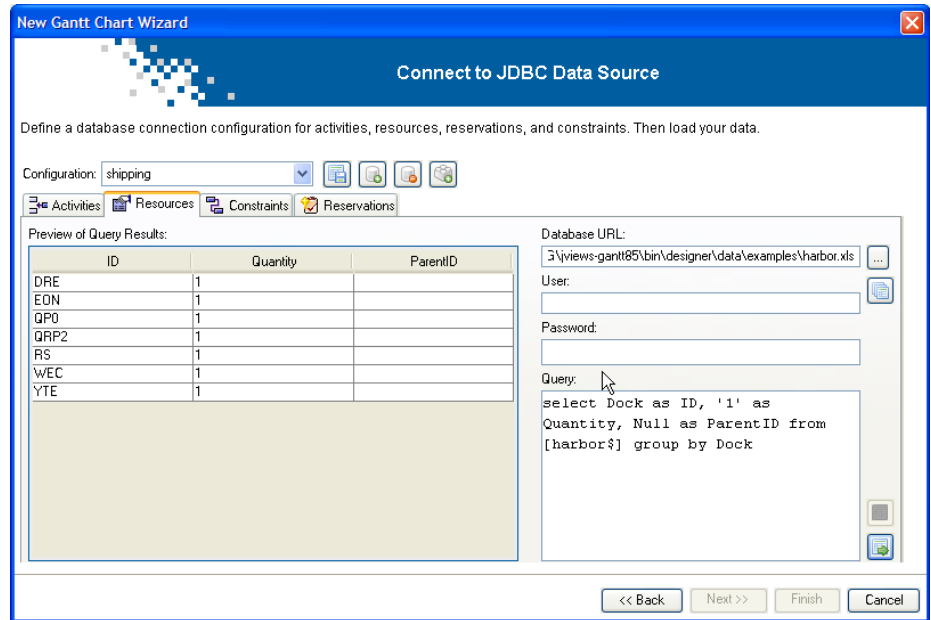 New Gantt Chart Wizard
Connect to JDBC Data Source
Define a database connection configuration for activities, resources, reservations, and constraints. Then load your data.
Configuration: shipping
Activities Resources Constraints Reservations
Preview of Query Results:
ID Quantity ParentID
DRE 1
EON 1
QP0 1
QRP2 1
RS 1
WEC 1
YTE 1
Database URL:
\jviews-gantt85\bin\designer\data\examples\harbor.xls ...
User:
Password:
Query:
select Dock as ID, '1' as
Quantity, Null as ParentID from
[harbor$] group by Dock
<< Back Next >> Finish Cancel